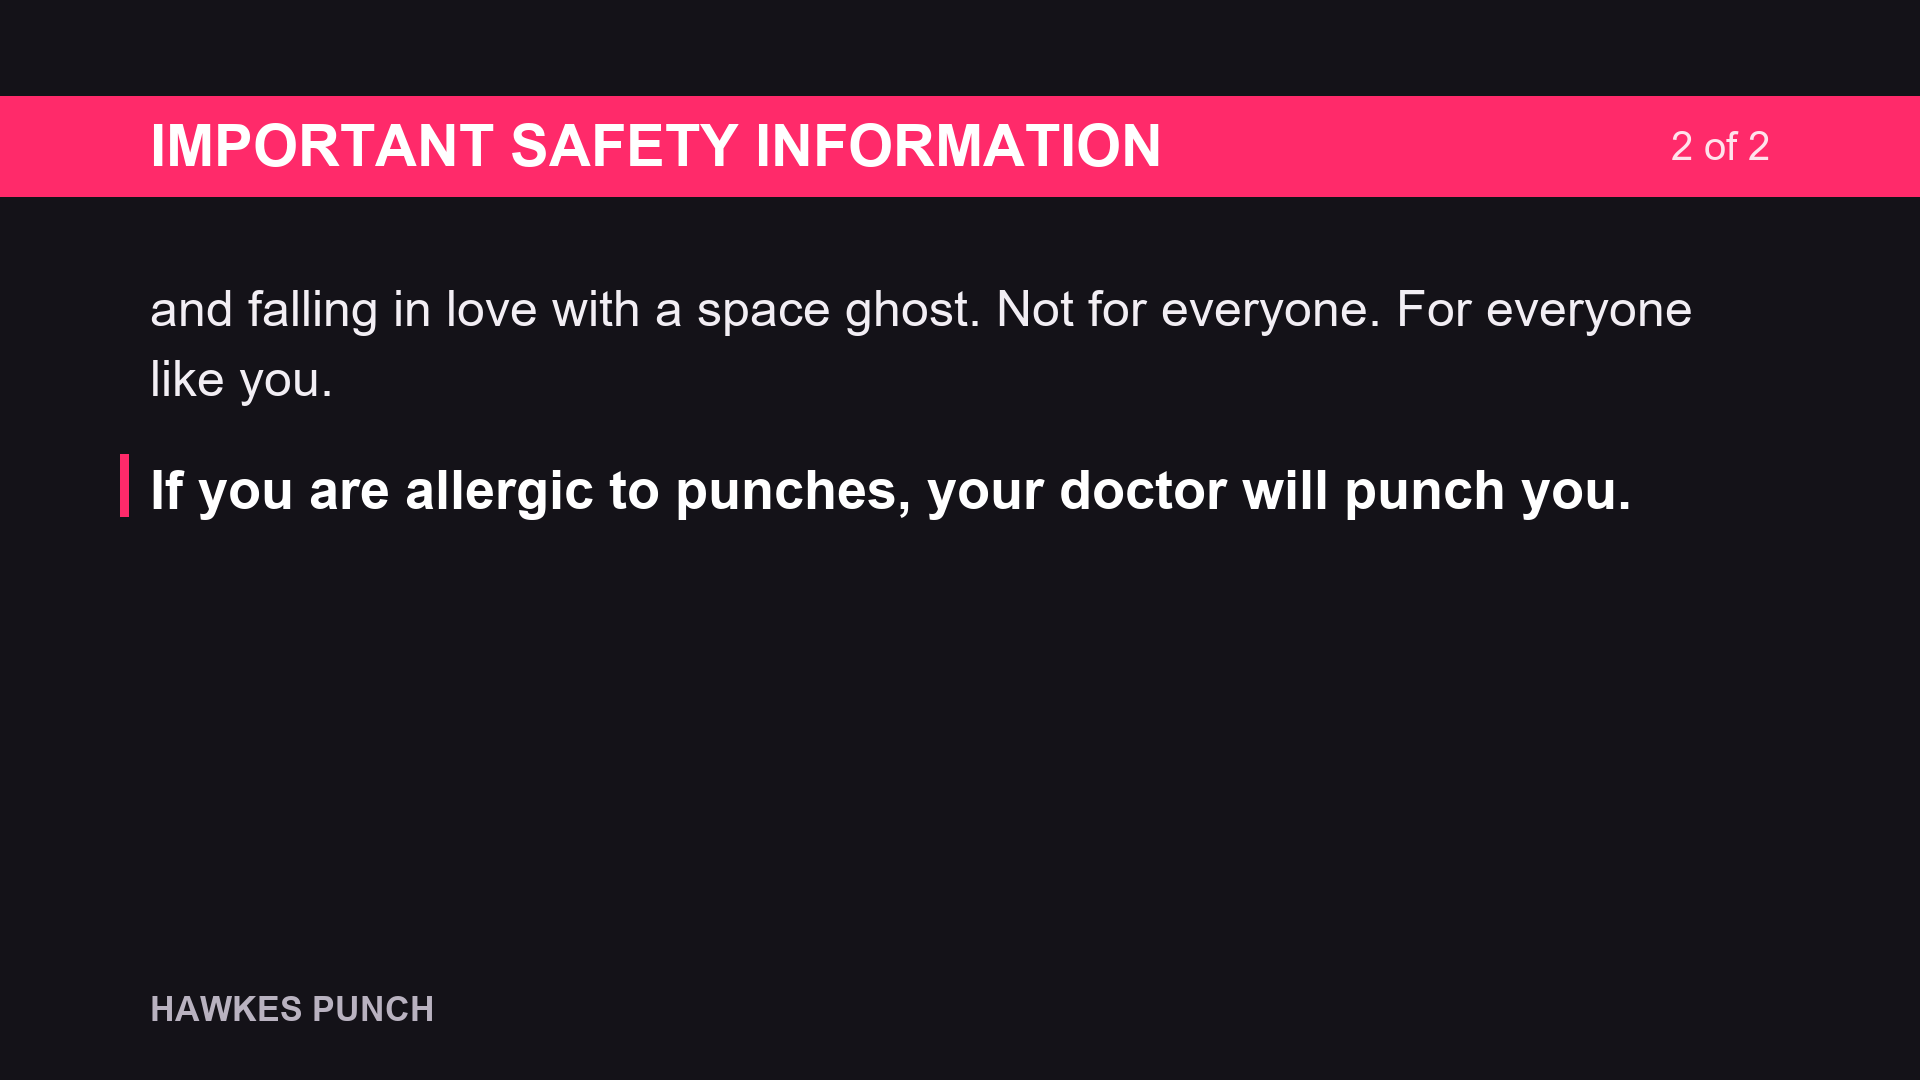 IMPORTANT SAFETY INFORMATION
2 of 2
and falling in love with a space ghost. Not for everyone. For everyone
like you.
If you are allergic to punches, your doctor will punch you.
HAWKES PUNCH